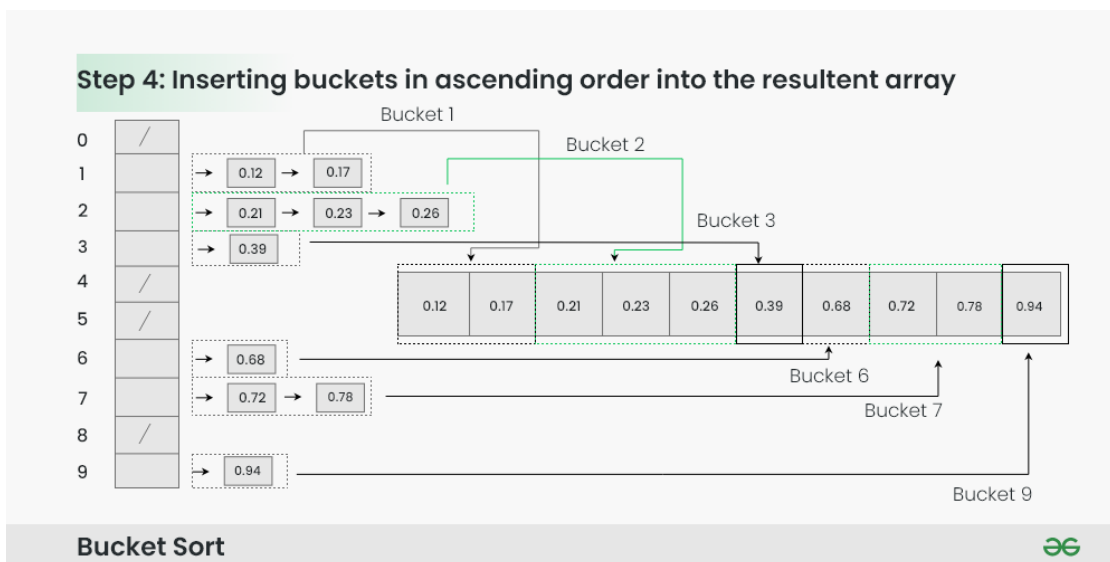 Step 4: Inserting buckets in ascending order into the resultent array
Bucket 1
0 /
Bucket 2
1 0.12 0.17
2 0.21 0.23 0.26
Bucket 3
3 0.39
4 /
0.12 0.17 0.21 0.23 0.26 0.39 0.68 0.72 0.78 0.94
5 /
6 0.68
Bucket 6
7 0.72 0.78
Bucket 7
8 /
9 0.94
Bucket 9
Bucket Sort